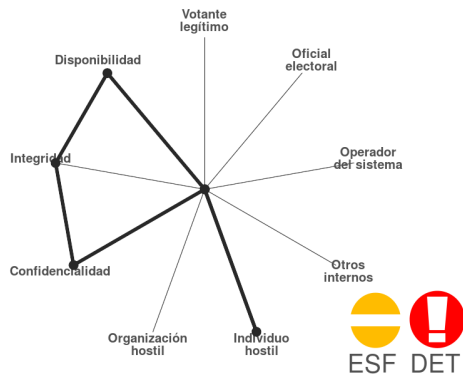 Votante
legítimo
Oficial
electoral
Disponibilidad
Operador
del sistema
Integridad
Otros
internos
Confidencialidad
Organización
hostil
Individuo
hostil
ESF DET